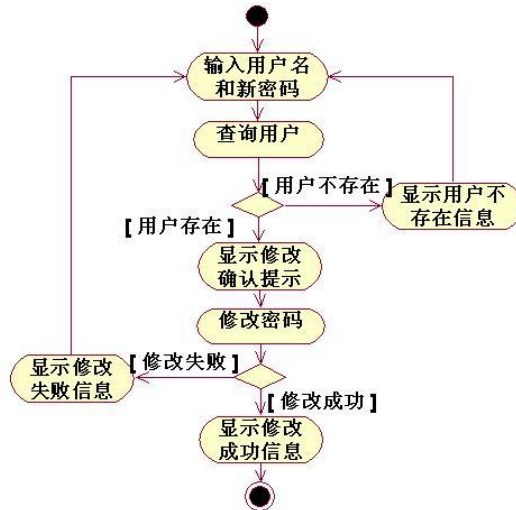 输入用户名
和新密码
查询用户
[ 用户不存在 ]
显示用户不
存在信息
[ 用户存在 ]
显示修改
确认提示
修改密码
[ 修改失败 ]
显示修改
失败信息
[ 修改成功 ]
显示修改
成功信息